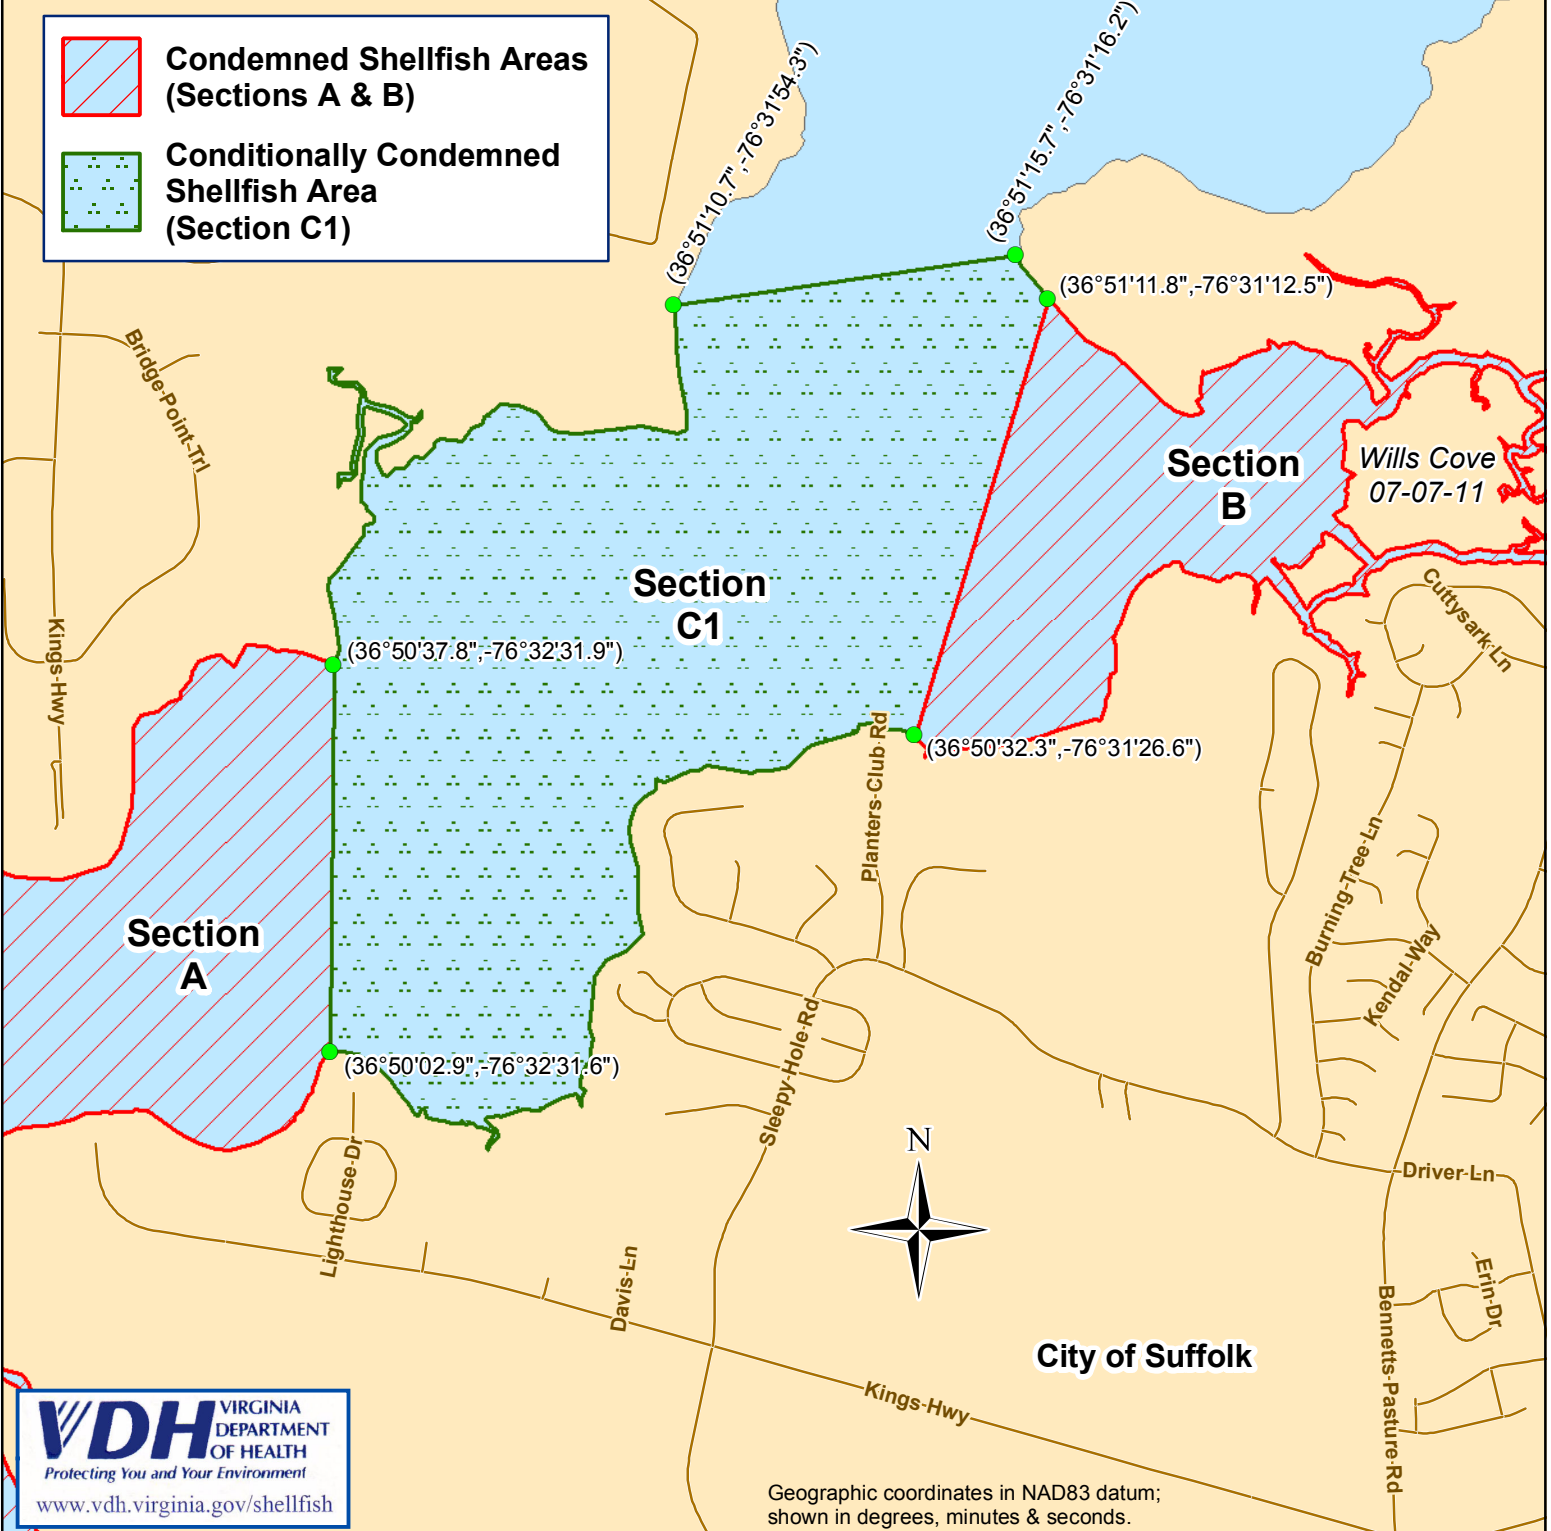 Condemned Shellfish Areas
(Sections A & B)
Conditionally Condemned
Shellfish Area
(Section C1)
(36°51'10.7",-76°31'54.3")
(36°51'15.7",-76°31'16.2")
(36°51'11.8",-76°31'12.5")
Bridge-Point-Trl
Section
B
Wills Cove
07-07-11
Section
C1
Cuttysark Ln
Kings-Hwy
(36°50'37.8",-76°32'31.9")
(36°50'32.3",-76°31'26.6")
Planters-Club-Rd
Burning-Tree-Ln
Section
A
Kendal-Way
Sleepy-Hole-Rd
(36°50'02.9",-76°32'31.6")
N
Lighthouse-Dr
Driver-Ln
Davis-Ln
Erin-Dr
Bennetts-Pasture-Rd
City of Suffolk
Kings-Hwy
VDH
VIRGINIA
DEPARTMENT
OF HEALTH
Protecting You and Your Environment
www.vdh.virginia.gov/shellfish
Geographic coordinates in NAD83 datum;
shown in degrees, minutes & seconds.